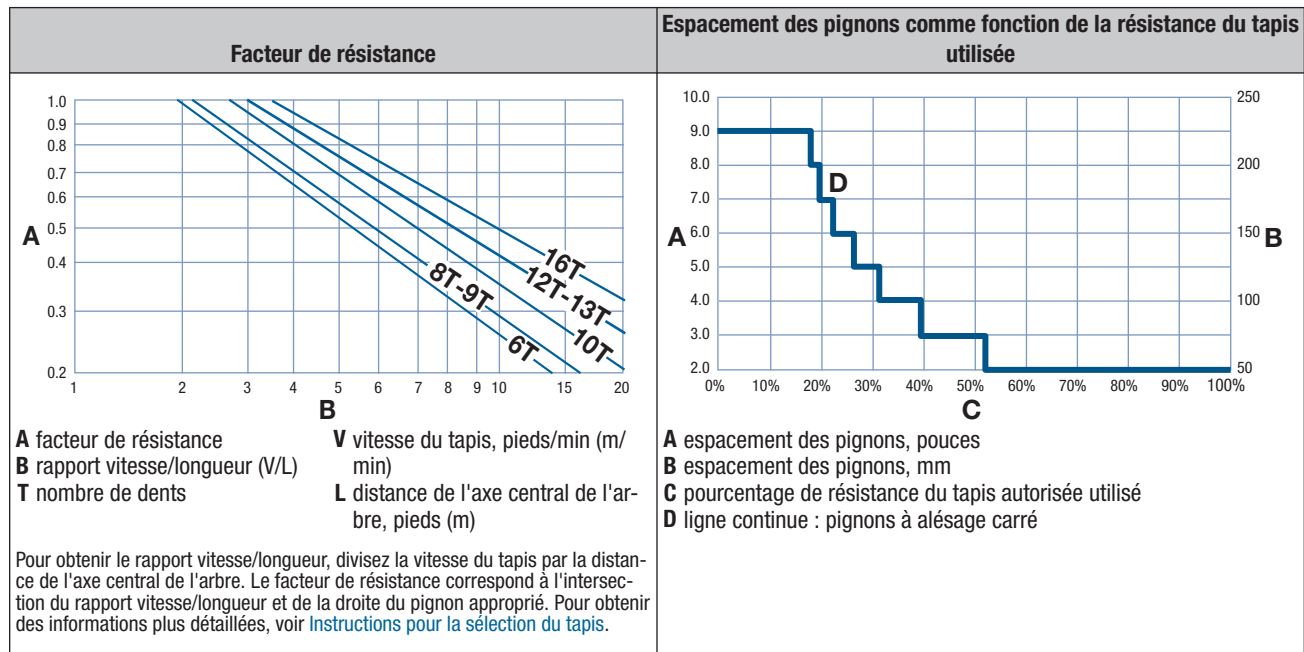 Facteur de résistance
Espacement des pignons comme fonction de la résistance du tapis
utilisée
1.0
0.9
0.8
0.7
0.6
0.5
0.4
0.3
0.2
A
1
2
3
4
5
6
7
8
9
10
15
20
B
16T
12T-13T
10T
8T-9T
6T
A facteur de résistance
B rapport vitesse/longueur (V/L)
T nombre de dents
V vitesse du tapis, pieds/min (m/
min)
L distance de l'axe central de l'ar-
bre, pieds (m)
Pour obtenir le rapport vitesse/longueur, divisez la vitesse du tapis par la distan-
ce de l'axe central de l'arbre. Le facteur de résistance correspond à l'intersec-
tion du rapport vitesse/longueur et de la droite du pignon approprié. Pour obtenir
des informations plus détaillées, voir Instructions pour la sélection du tapis.
10.0
9.0
8.0
7.0
6.0
5.0
4.0
3.0
2.0
A
D
250
200
150
100
50
B
0%
10%
20%
30%
40%
50%
60%
70%
80%
90%
100%
C
A espacement des pignons, pouces
B espacement des pignons, mm
C pourcentage de résistance du tapis autorisée utilisé
D ligne continue : pignons à alésage carré